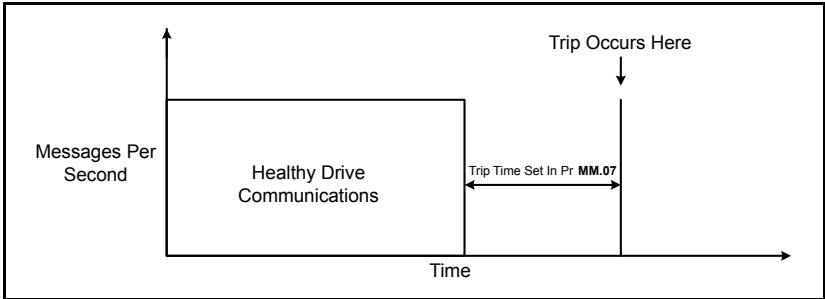 Trip Occurs Here
Messages Per
Second
Healthy Drive
Communications
Trip Time Set In Pr MM.07
Time